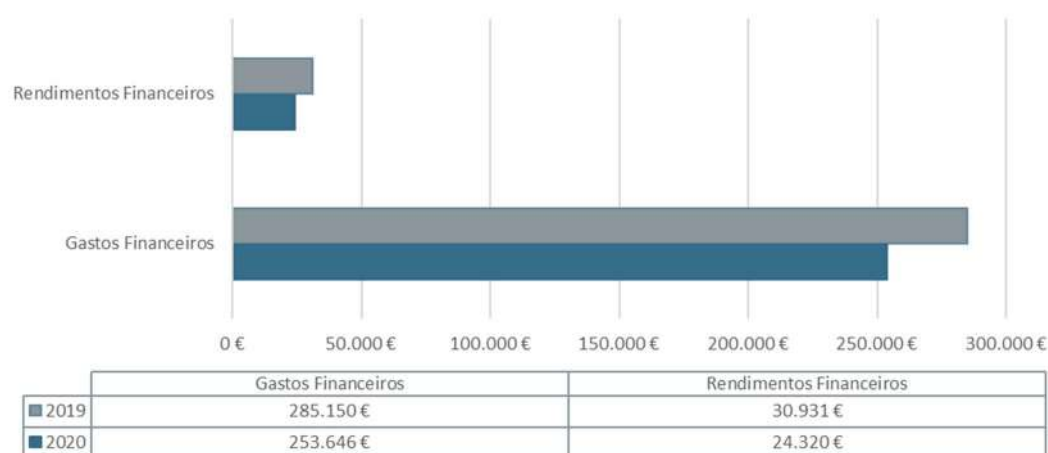 Rendimentos Financeiros
Gastos Financeiros
0 € 50.000 € 100.000 € 150.000 € 200.000 € 250.000 € 300.000 €
Gastos Financeiros Rendimentos Financeiros
2019 285.150 € 30.931 €
2020 253.646 € 24.320 €